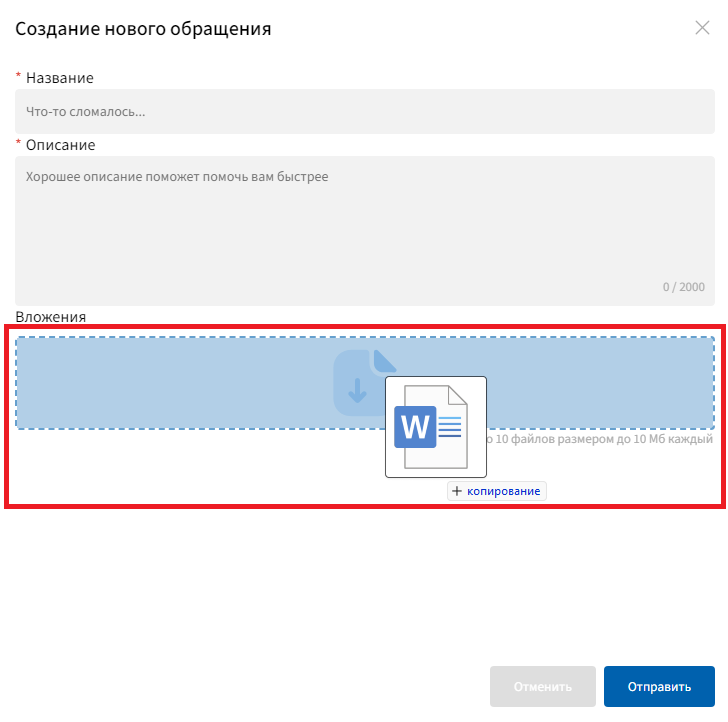 Создание нового обращения
* Название
Что-то сломалось...
* Описание
Хорошее описание поможет помочь вам быстрее
0 / 2000
Вложения
W
о 10 файлов размером до 10 Мб каждый
+ копирование
Отменить
Отправить